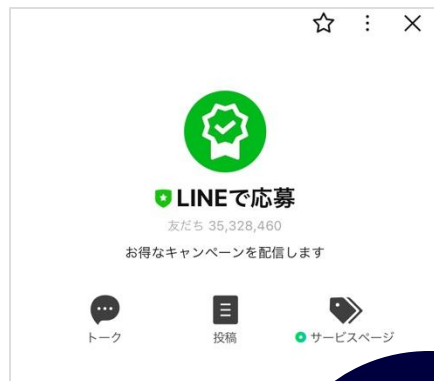 LINEで応募
友だち 35,328,460
お得なキャンペーンを配信します
トーク
投稿
サービスページ